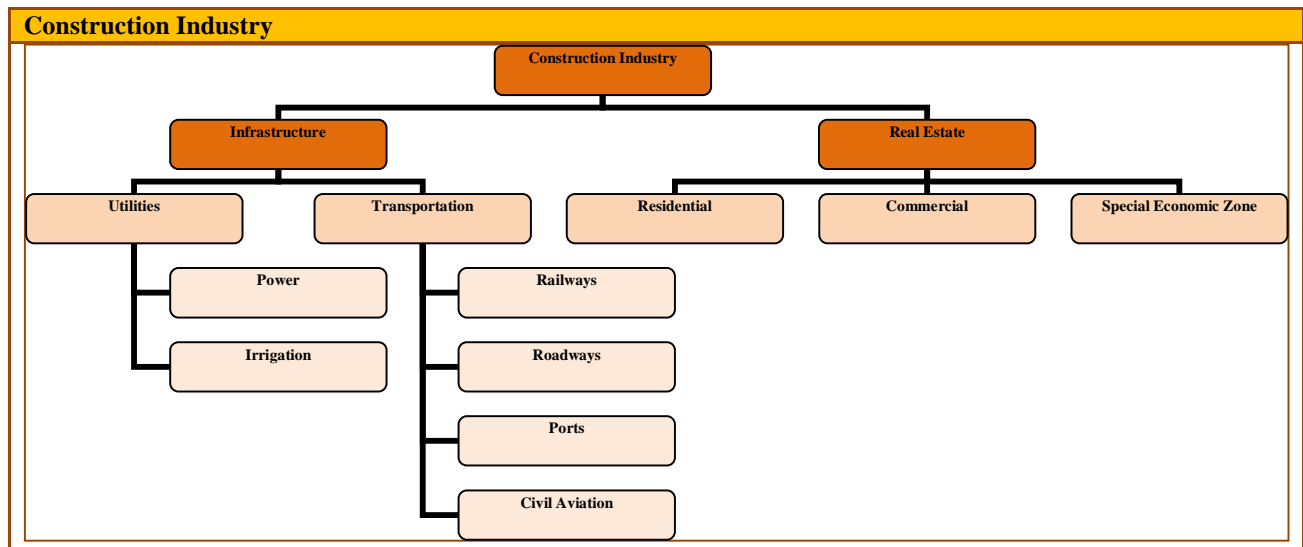 Construction Industry
Construction Industry
Infrastructure
Real Estate
Utilities
Transportation
Residential
Commercial
Special Economic Zone
Power
Railways
Irrigation
Roadways
Ports
Civil Aviation